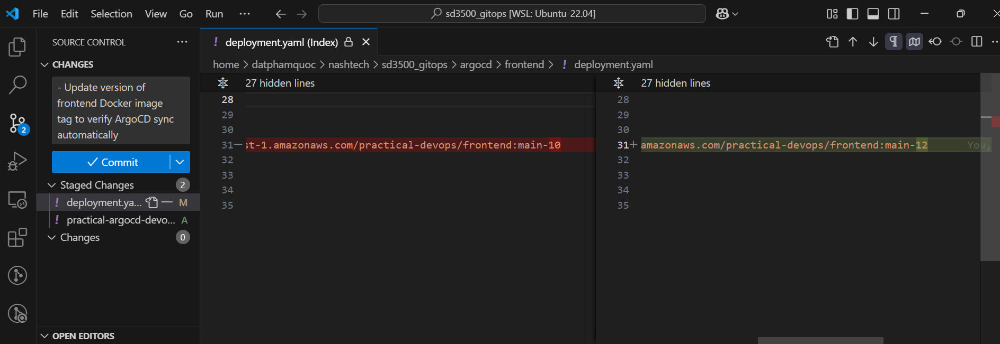 File Edit Selection View Go Run ··· sd3500_gitops [WSL: Ubuntu-22.04]
SOURCE CONTROL ···
! deployment.yaml (Index)
home > datphamquoc > nashtech > sd3500_gitops > argocd > frontend > ! deployment.yaml
CHANGES
- Update version of
frontend Docker image
tag to verify ArgoCD sync
automatically
Commit
Staged Changes 2
! deployment.ya... M
! practical-argocd-devo... A
Changes 0
OPEN EDITORS
2
27 hidden lines
28
29
30
31— st-1.amazonaws.com/practical-devops/frontend:main-10
32
33
34
35
27 hidden lines
28
29
30
31+ amazonaws.com/practical-devops/frontend:main-12 You,
32
33
34
35